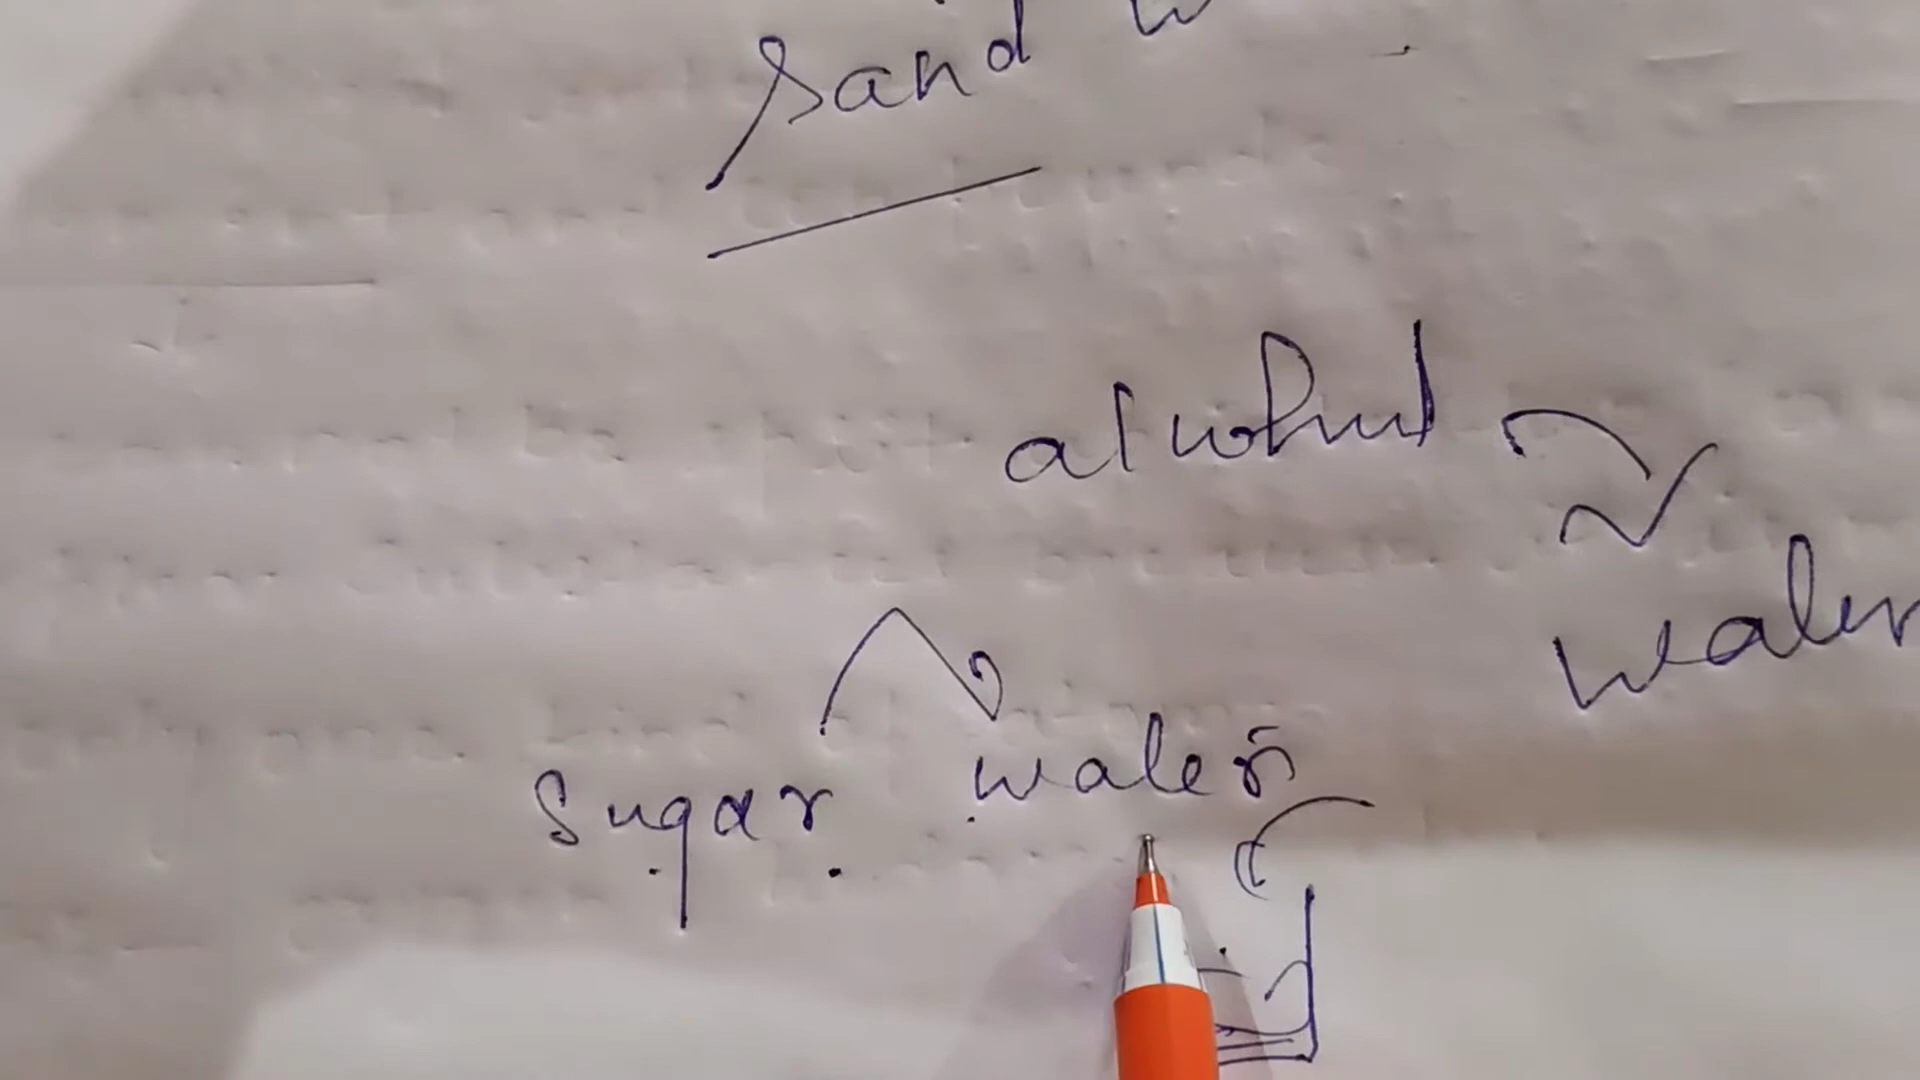 sand
alcohol
water
sugar water